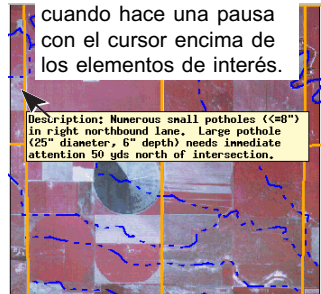 cuando hace una pausa
con el cursor encima de
los elementos de interés.
Description: Numerous small potholes (<=8")
in right northbound lane.  Large pothole
(25" diameter, 6" depth) needs immediate
attention 50 yds north of intersection.